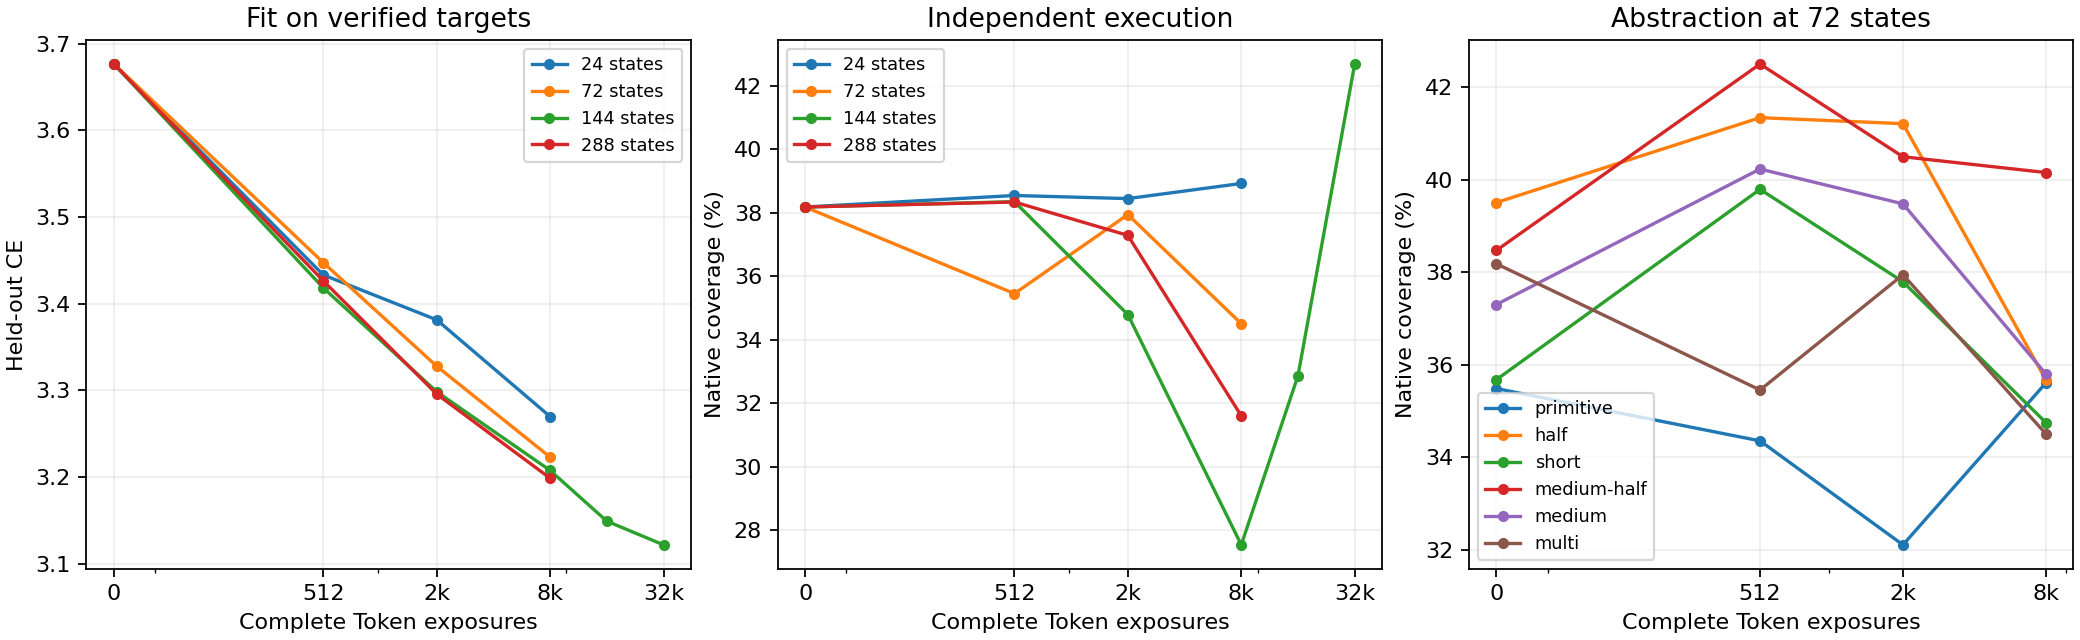 Fit on verified targets
Held-out CE
3.7
3.6
3.5
3.4
3.3
3.2
3.1
0
512
2k
8k
32k
Complete Token exposures
24 states
72 states
144 states
288 states
Independent execution
Native coverage (%)
42
40
38
36
34
32
30
28
0
512
2k
8k
32k
Complete Token exposures
24 states
72 states
144 states
288 states
Abstraction at 72 states
Native coverage (%)
42
40
38
36
34
32
0
512
2k
8k
Complete Token exposures
primitive
half
short
medium-half
medium
multi